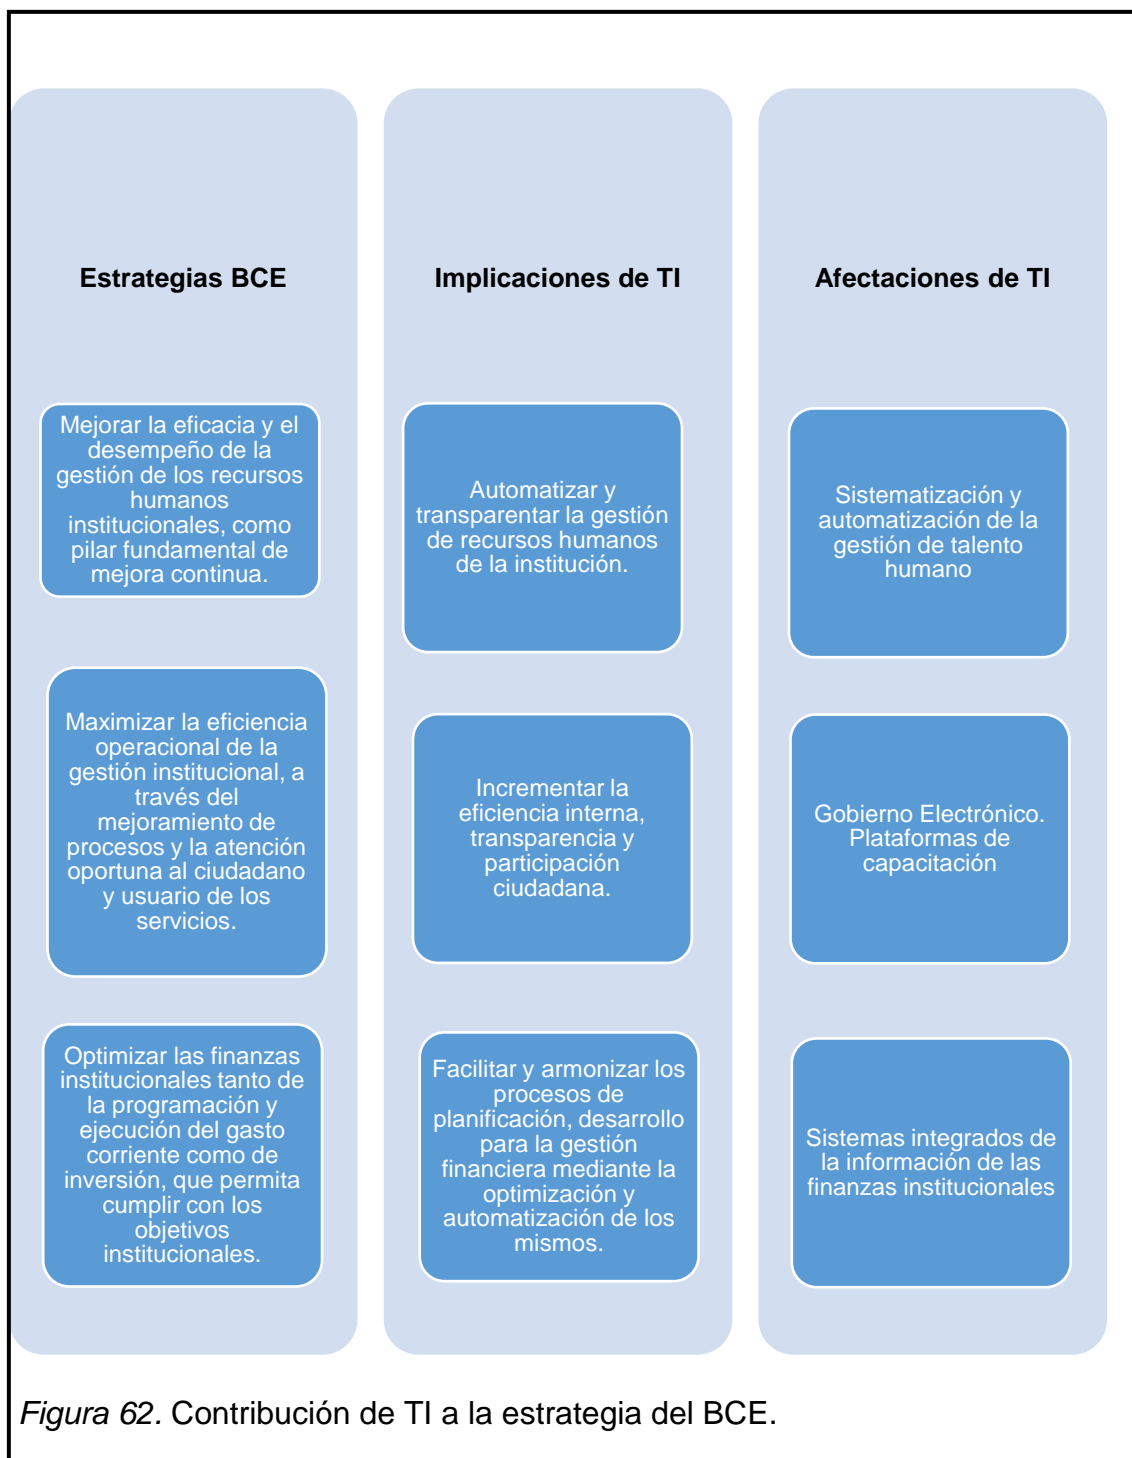 Estrategias BCE
Mejorar la eficacia y el
desempeño de la
gestión de los recursos
humanos
institucionales, como
pilar fundamental de
mejora continua.
Maximizar la eficiencia
operacional de la
gestión institucional, a
través del
mejoramiento de
procesos y la atención
oportuna al ciudadano
y usuario de los
servicios.
Optimizar las finanzas
institucionales tanto de
la programación y
ejecución del gasto
corriente como de
inversión, que permita
cumplir con los
objetivos
institucionales.
Implicaciones de TI
Automatizar y
transparentar la gestión
de recursos humanos
de la institución.
Incrementar la
eficiencia interna,
transparencia y
participación
ciudadana.
Facilitar y armonizar los
procesos de
planificación, desarrollo
para la gestión
financiera mediante la
optimización y
automatización de los
mismos.
Afectaciones de TI
Sistematización y
automatización de la
gestión de talento
humano
Gobierno Electrónico.
Plataformas de
capacitación
Sistemas integrados de
la información de las
finanzas institucionales
Figura 62. Contribución de TI a la estrategia del BCE.